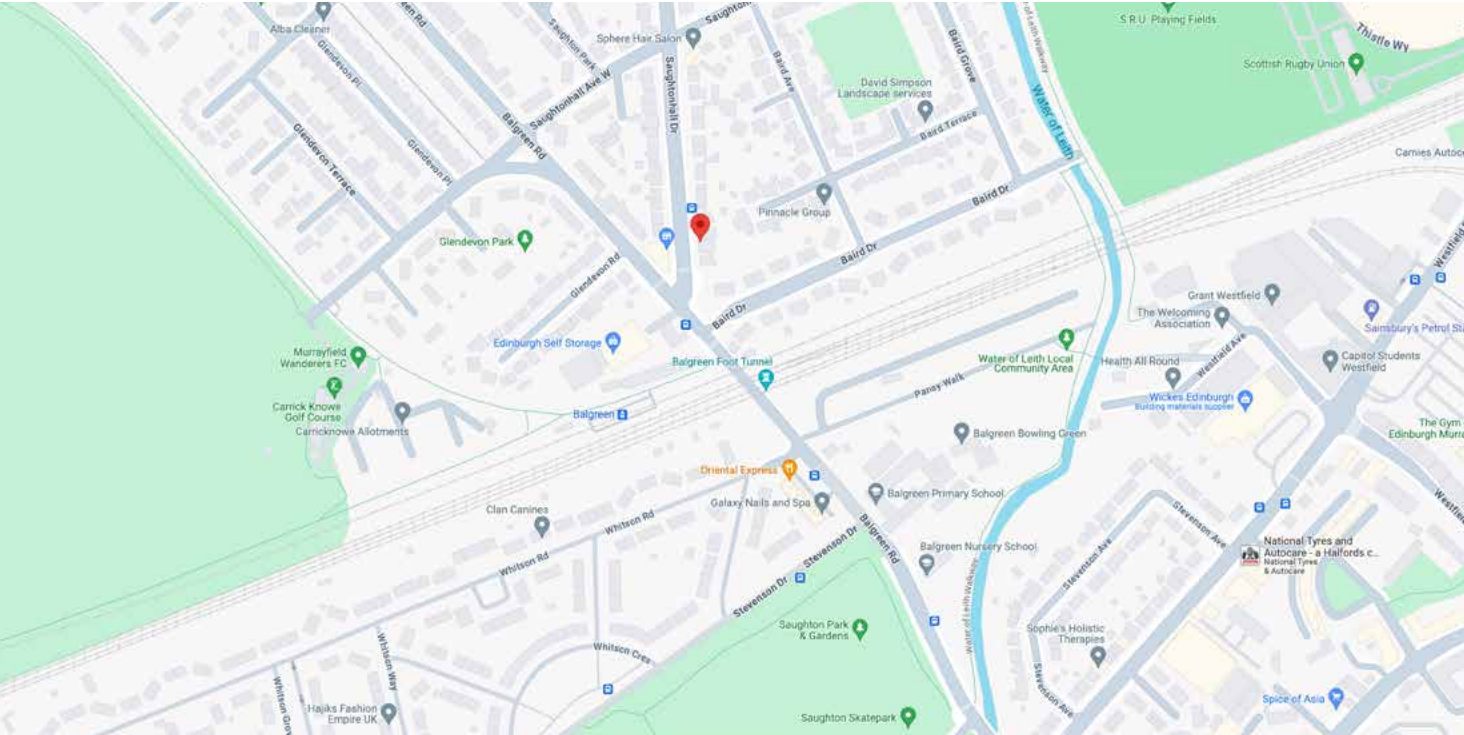 Alba Cleaner
Glendevon Pl
Glendevon Terrace
Glendevon Pl
Balgreen Rd
Saughtonhall Ave W
Saughton Park
Sphere Hair Salon
Saughtonhall Dr
Baird Ave
David Simpson
Landscape services
Baird Grove
Baird Terrace
Water of Leith Walkway
Water of Leith
S.R.U. Playing Fields
Thistle Wy
Scottish Rugby Union
Pinnacle Group
Baird Dr
Baird Dr
Baird Dr
Glendevon Park
Glendevon Rd
Edinburgh Self Storage
Balgreen Foot Tunnel
Murrayfield
Wanderers FC
Carrick Knowe
Golf Course
Carricknowe Allotments
Balgreen
Grant Westfield
The Welcoming
Association
Water of Leith Local
Community Area
Health All Round
Westfield Ave
Capitol Students
Westfield
Panay Walk
Wickes Edinburgh
Building materials supplier
The Gym
Balgreen Bowling Green
Oriental Express
Galaxy Nails and Spa
Balgreen Primary School
Clan Canines
Whitson Rd
Whitson Rd
Balgreen Rd
Balgreen Nursery School
Stevenson Dr
Stevenson Dr
Stevenson Ave
Stevenson Ave
Stevenson Ave
National Tyres and
Autocare - a Halfords c...
National Tyres
& Autocare
Saughton Park
& Gardens
Water of Leith Walkway
Sophie's Holistic
Therapies
Whitson Cres
Whitson Way
Hajiks Fashion
Empire UK
Saughton Skatepark
Spice of Asia